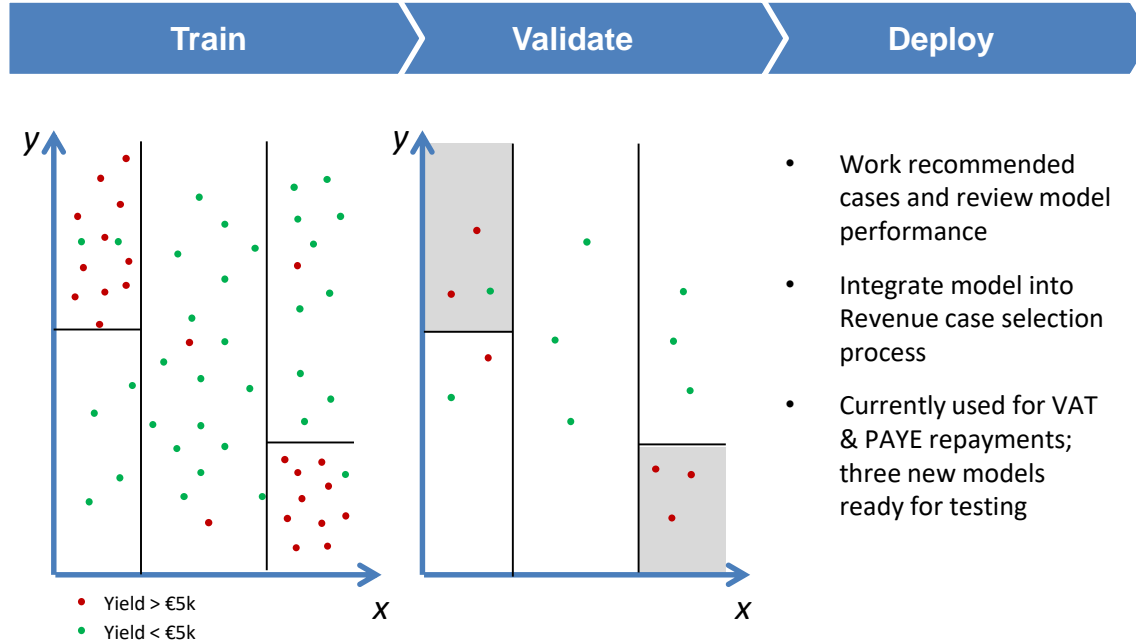 Train
Validate
Deploy
y
x
• Yield > €5k
• Yield < €5k
y
x
• Work recommended
cases and review model
performance
• Integrate model into
Revenue case selection
process
• Currently used for VAT
& PAYE repayments;
three new models
ready for testing